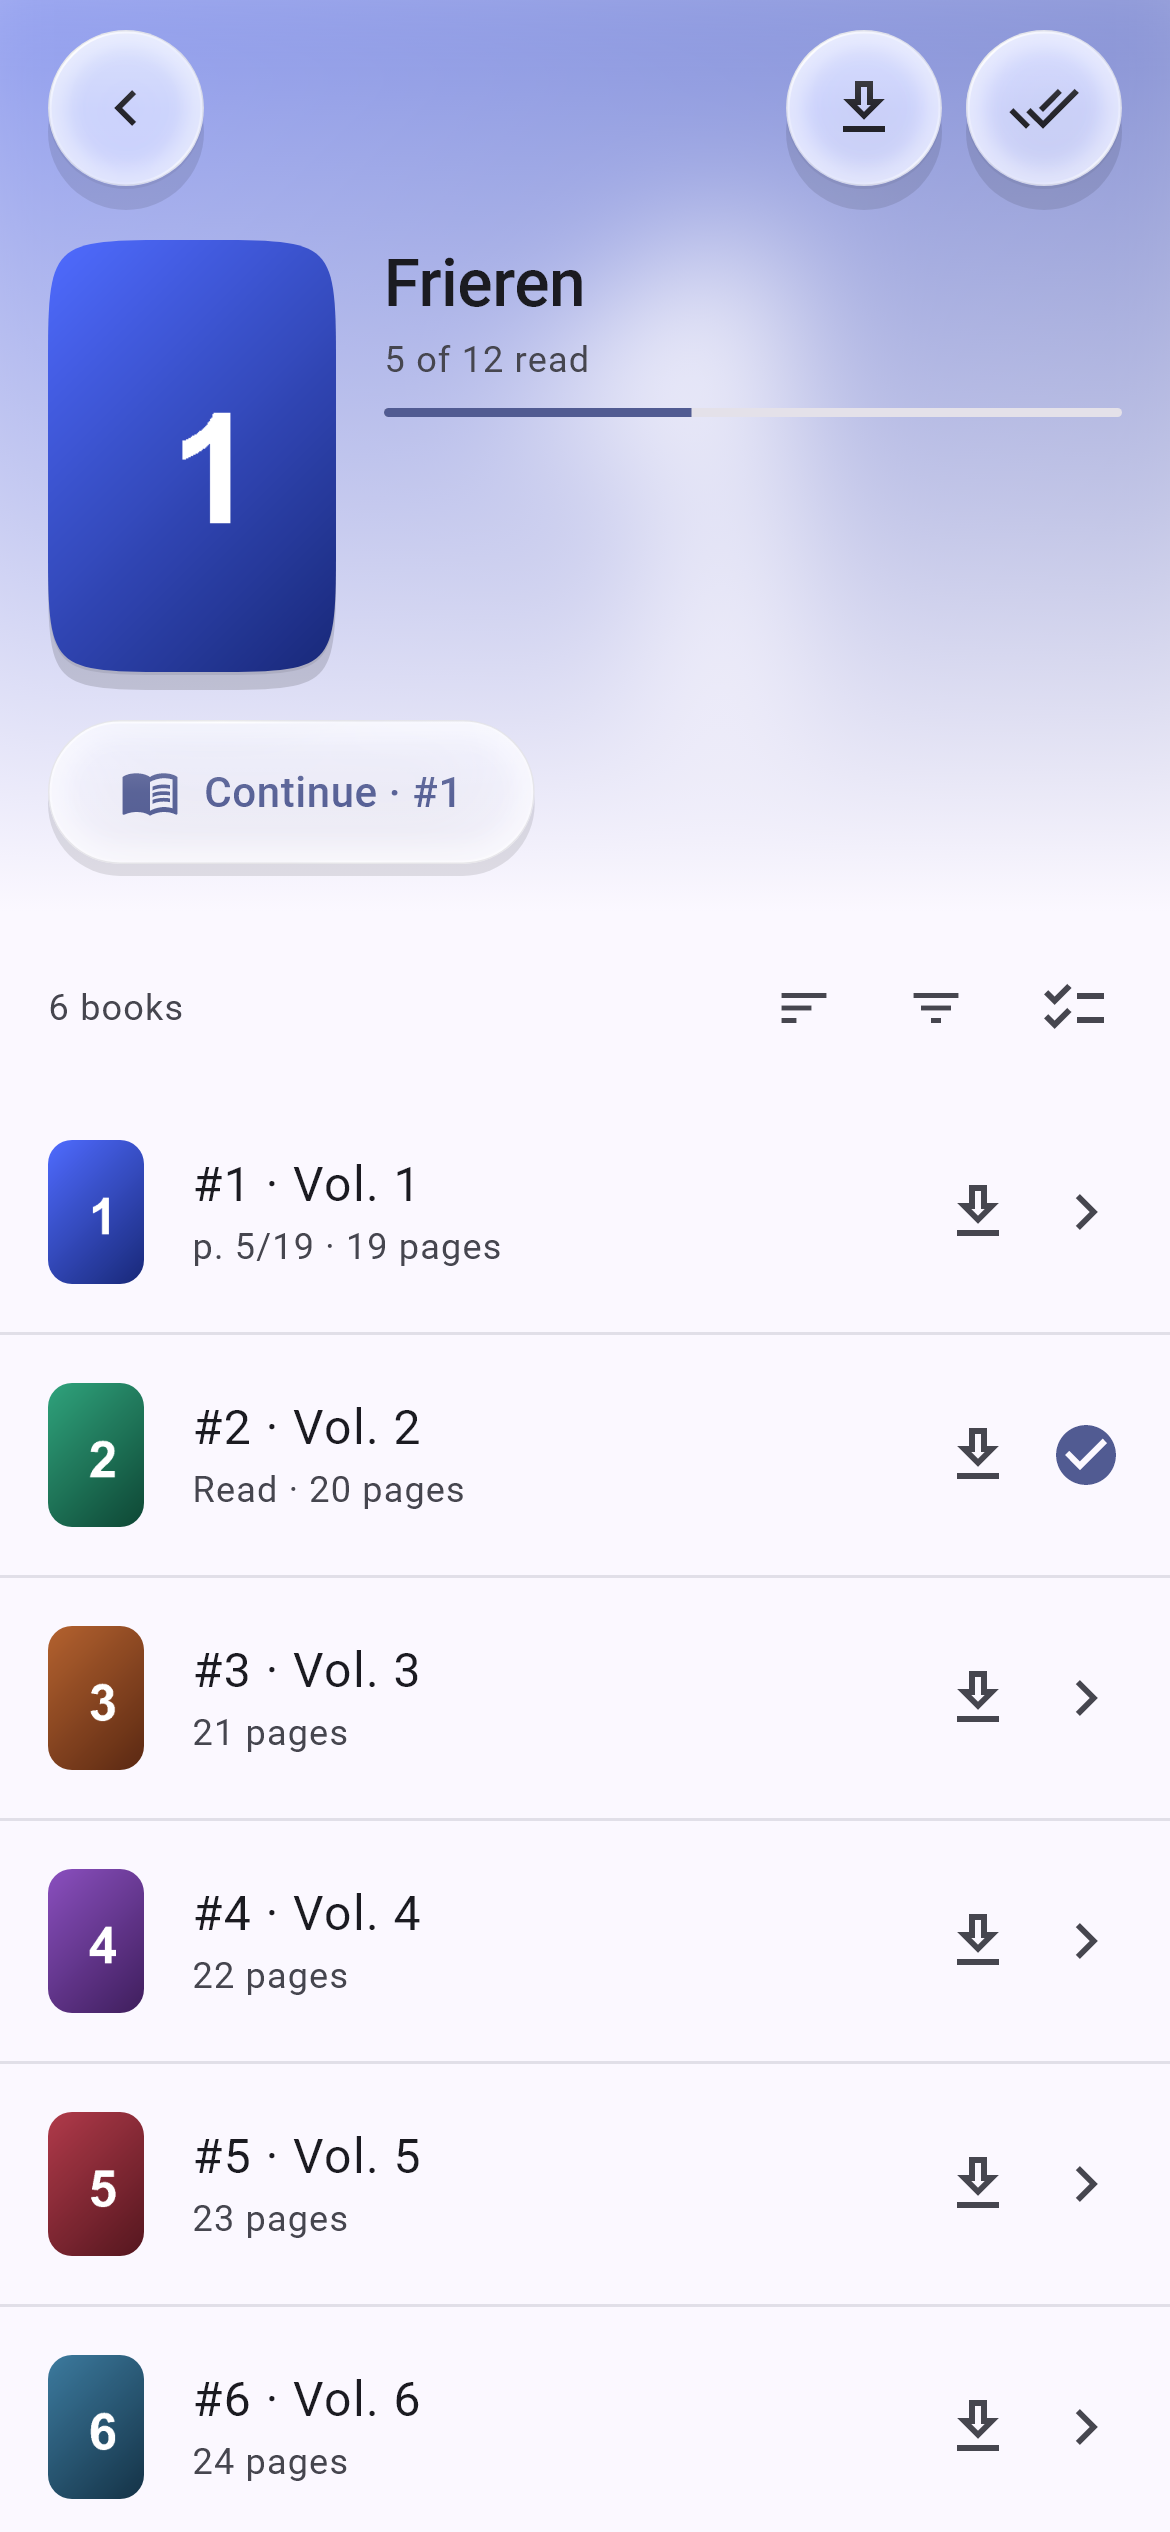 1
Frieren
5 of 12 read
Continue · #1
6 books
1
#1 · Vol. 1
p. 5/19 · 19 pages
2
#2 · Vol. 2
Read · 20 pages
3
#3 · Vol. 3
21 pages
4
#4 · Vol. 4
22 pages
5
#5 · Vol. 5
23 pages
6
#6 · Vol. 6
24 pages